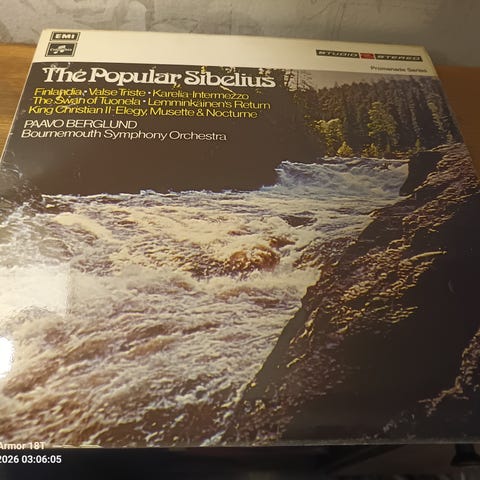 EMI
STUDIO 2 STEREO
Promenade Series
The Popular Sibelius
Finlandia • Valse Triste • Karelia-Intermezzo
The Swan of Tuonela • Lemminkäinen's Return
King Christian II-Elegy, Musette & Nocturne
PAAVO BERGLUND
Bournemouth Symphony Orchestra
Armor 18T
2026 03:06:05